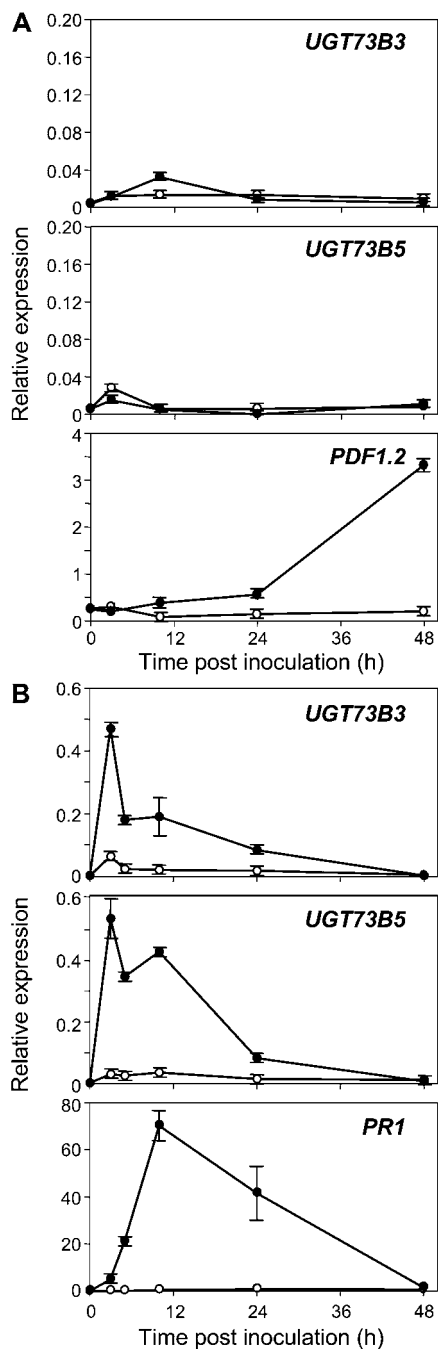 A
UGT73B3
0.20
0.16
0.12
0.08
0.04
0
UGT73B5
0.20
0.16
0.12
0.08
0.04
0
Relative expression
PDF1.2
4
3
2
1
0
0 12 24 36 48
Time post inoculation (h)
B
UGT73B3
0.6
0.4
0.2
0
UGT73B5
0.6
0.4
0.2
0
Relative expression
PR1
80
60
40
20
0
0 12 24 36 48
Time post inoculation (h)